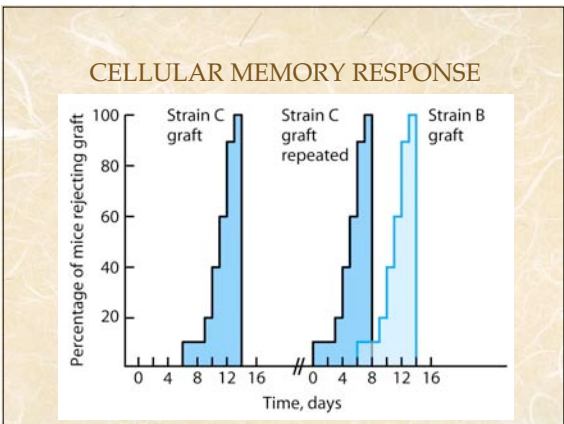 CELLULAR MEMORY RESPONSE
Strain C
graft
Strain C
graft
repeated
Strain B
graft
Percentage of mice rejecting graft
100
80
60
40
20
0 4 8 12 16 0 4 8 12 16
Time, days